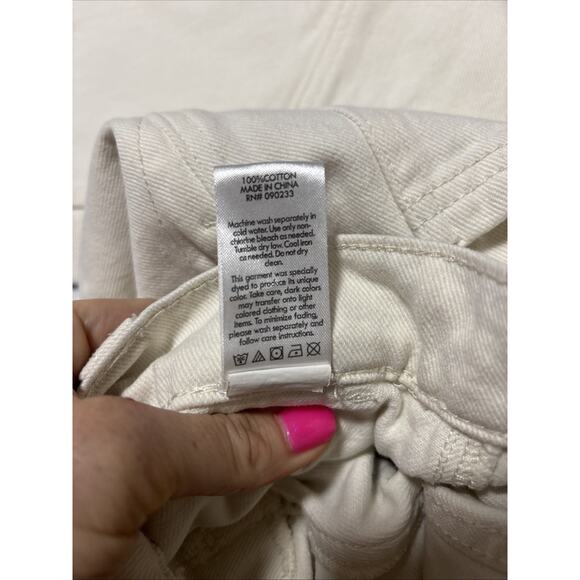 100%COTTON
MADE IN CHINA
RN# 090233
Machine wash separately in
cold water. Use only non-
chlorine bleach as needed.
Tumble dry low. Cool iron
as needed. Do not dry
clean.
This garment was specially
dyed to produce its unique
color. Take care, dark colors
may transfer onto light
colored clothing or other
items. To minimize fading,
please wash separately and
follow care instructions.